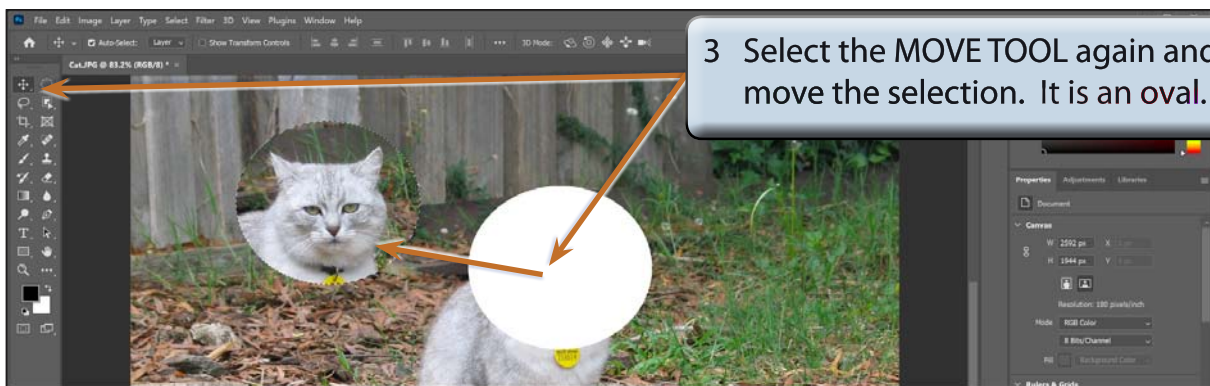 File Edit Image Layer Type Select Filter 3D View Plugins Window Help
Auto-Select: Layer Show Transform Controls 3D Mode:
Cat.JPG @ 83.2% (RGB/8) * ×
3 Select the MOVE TOOL again and
move the selection. It is an oval.
Properties Adjustments Libraries
Document
Canvas
W 2592 px X
H 1944 px Y
Resolution: 180 pixels/inch
Mode RGB Color
8 Bits/Channel
Fill Background Color
Rulers & Grids